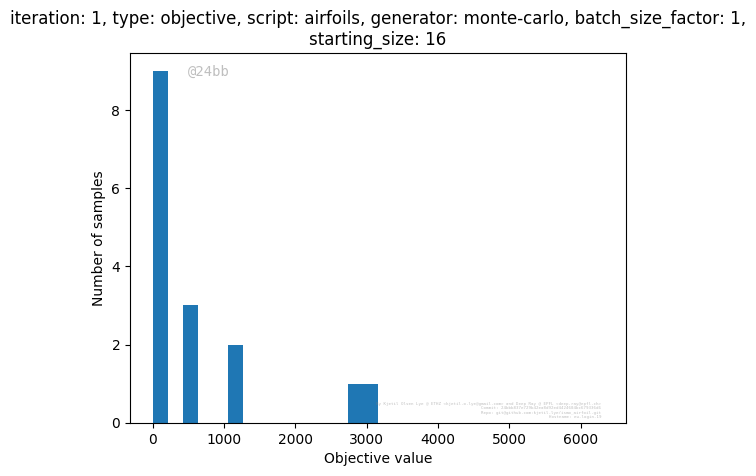 iteration: 1, type: objective, script: airfoils, generator: monte-carlo, batch_size_factor: 1,
starting_size: 16
@24bb
Number of samples
8
6
4
2
0
0
1000
2000
3000
4000
5000
6000
Objective value